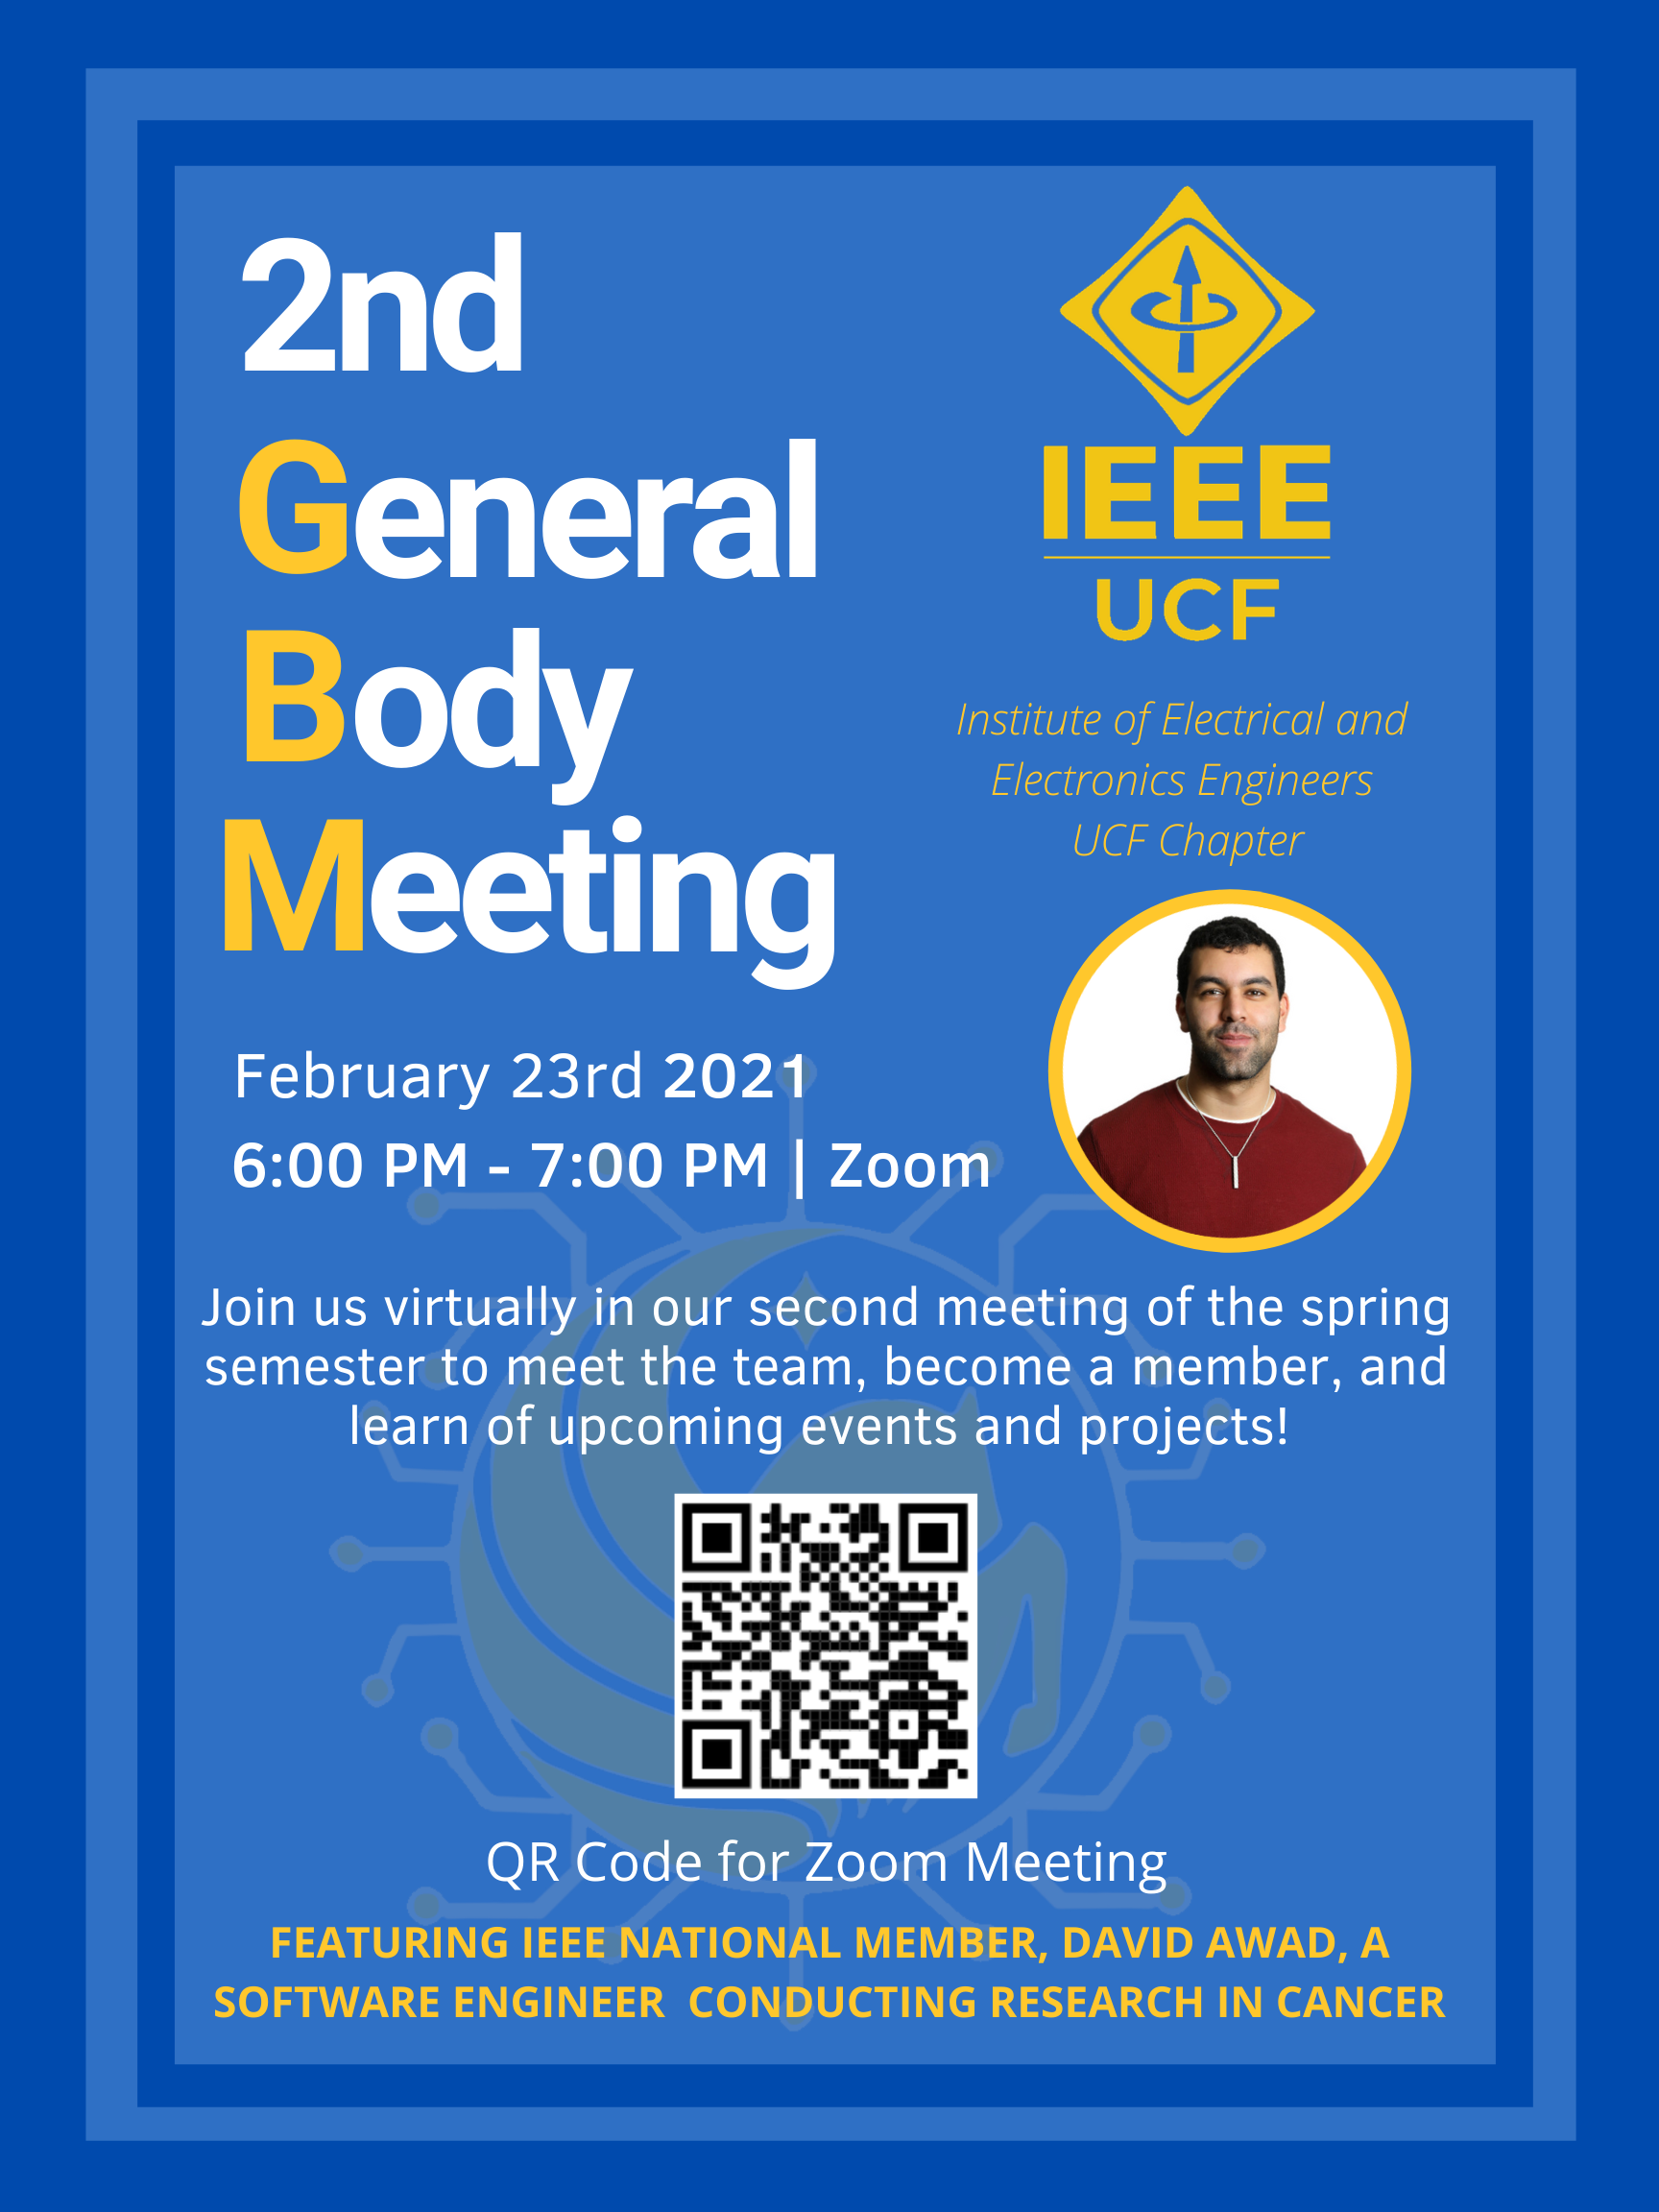 2nd
General
Body
Meeting
IEEE
UCF
Institute of Electrical and
Electronics Engineers
UCF Chapter
February 23rd 2021
6:00 PM - 7:00 PM | Zoom
Join us virtually in our second meeting of the spring
semester to meet the team, become a member, and
learn of upcoming events and projects!
QR Code for Zoom Meeting
FEATURING IEEE NATIONAL MEMBER, DAVID AWAD, A
SOFTWARE ENGINEER  CONDUCTING RESEARCH IN CANCER